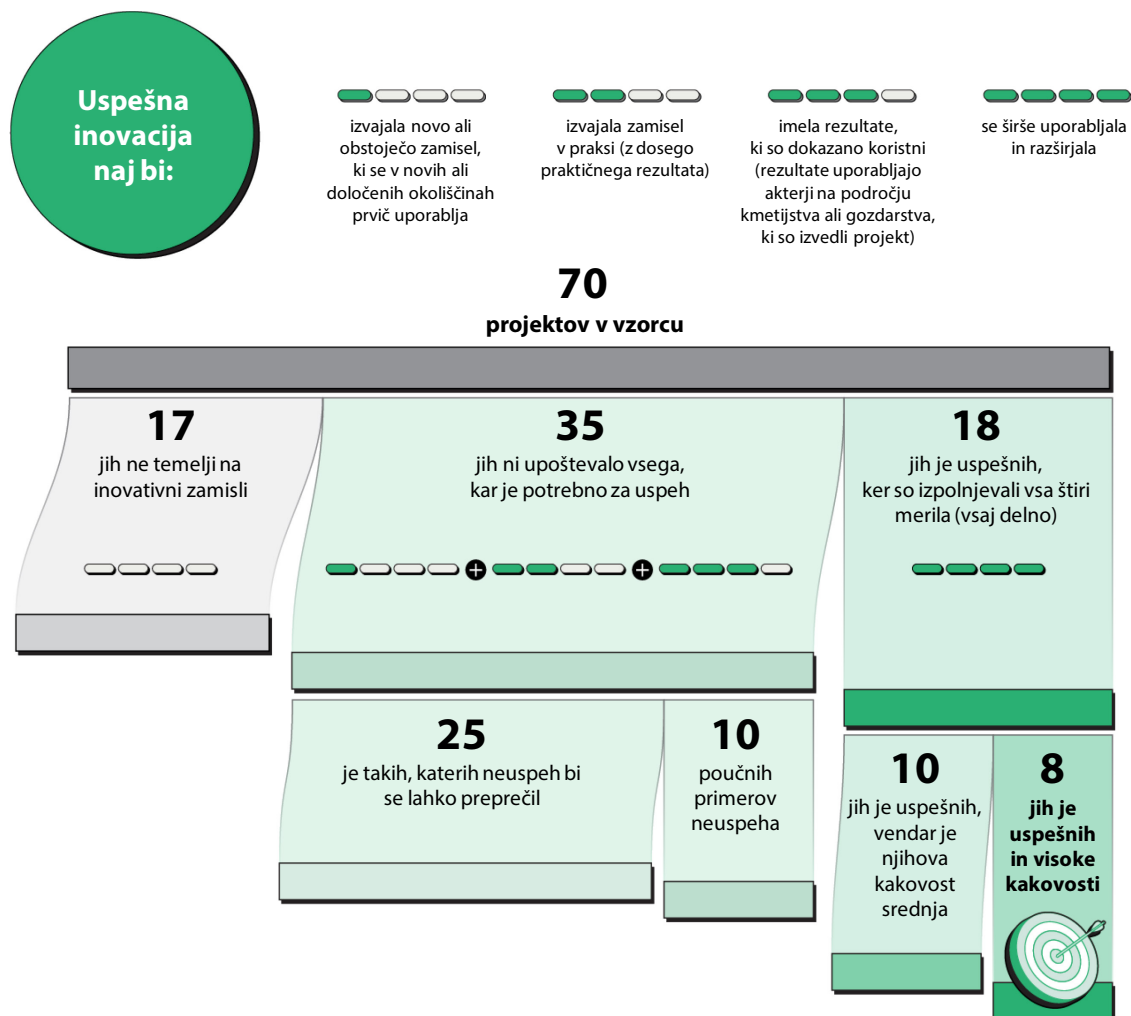 Uspešna
inovacija
naj bi:
izvajala novo ali
obstoječo zamisel,
ki se v novih ali
določenih okoliščinah
prvič uporablja
izvajala zamisel
v praksi (z dosego
praktičnega rezultata)
imela rezultate,
ki so dokazano koristni
(rezultate uporabljajo
akterji na področju
kmetijstva ali gozdarstva,
ki so izvedli projekt)
se širše uporabljala
in razširjala
70
projektov v vzorcu
17
jih ne temelji na
inovativni zamisli
35
jih ni upoštevalo vsega,
kar je potrebno za uspeh
18
jih je uspešnih,
ker so izpolnjevali vsa štiri
merila (vsaj delno)
25
je takih, katerih neuspeh bi
se lahko preprečil
10
poučnih
primerov
neuspeha
10
jih je uspešnih,
vendar je
njihova
kakovost
srednja
8
jih je
uspešnih
in visoke
kakovosti